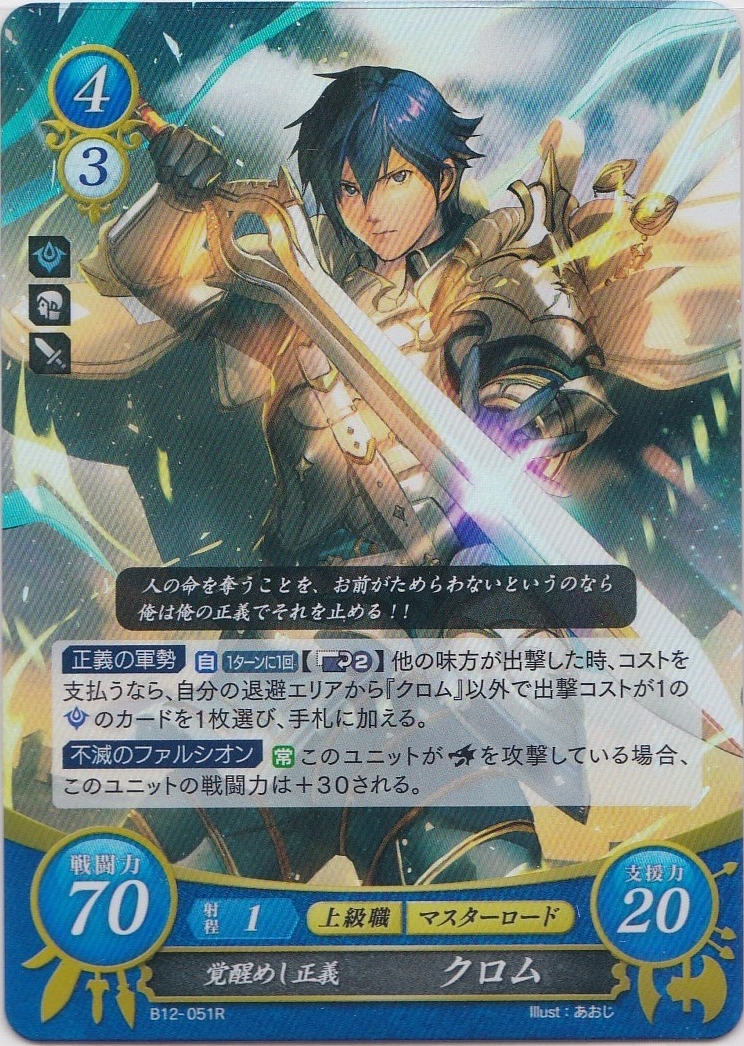 4
3
人の命を奪うことを、お前がためらわないというのなら
俺は俺の正義でそれを止める!!
正義の軍勢 自 1ターンに1回【2】他の味方が出撃した時、コストを
支払うなら、自分の退避エリアから『クロム』以外で出撃コストが1の
のカードを1枚選び、手札に加える。
不滅のファルシオン 常 このユニットがを攻撃している場合、
このユニットの戦闘力は+30される。
戦闘力
70
射程 1
上級職 マスターロード
支援力
20
覚醒めし正義 クロム
B12-051R
Illust:あおじ